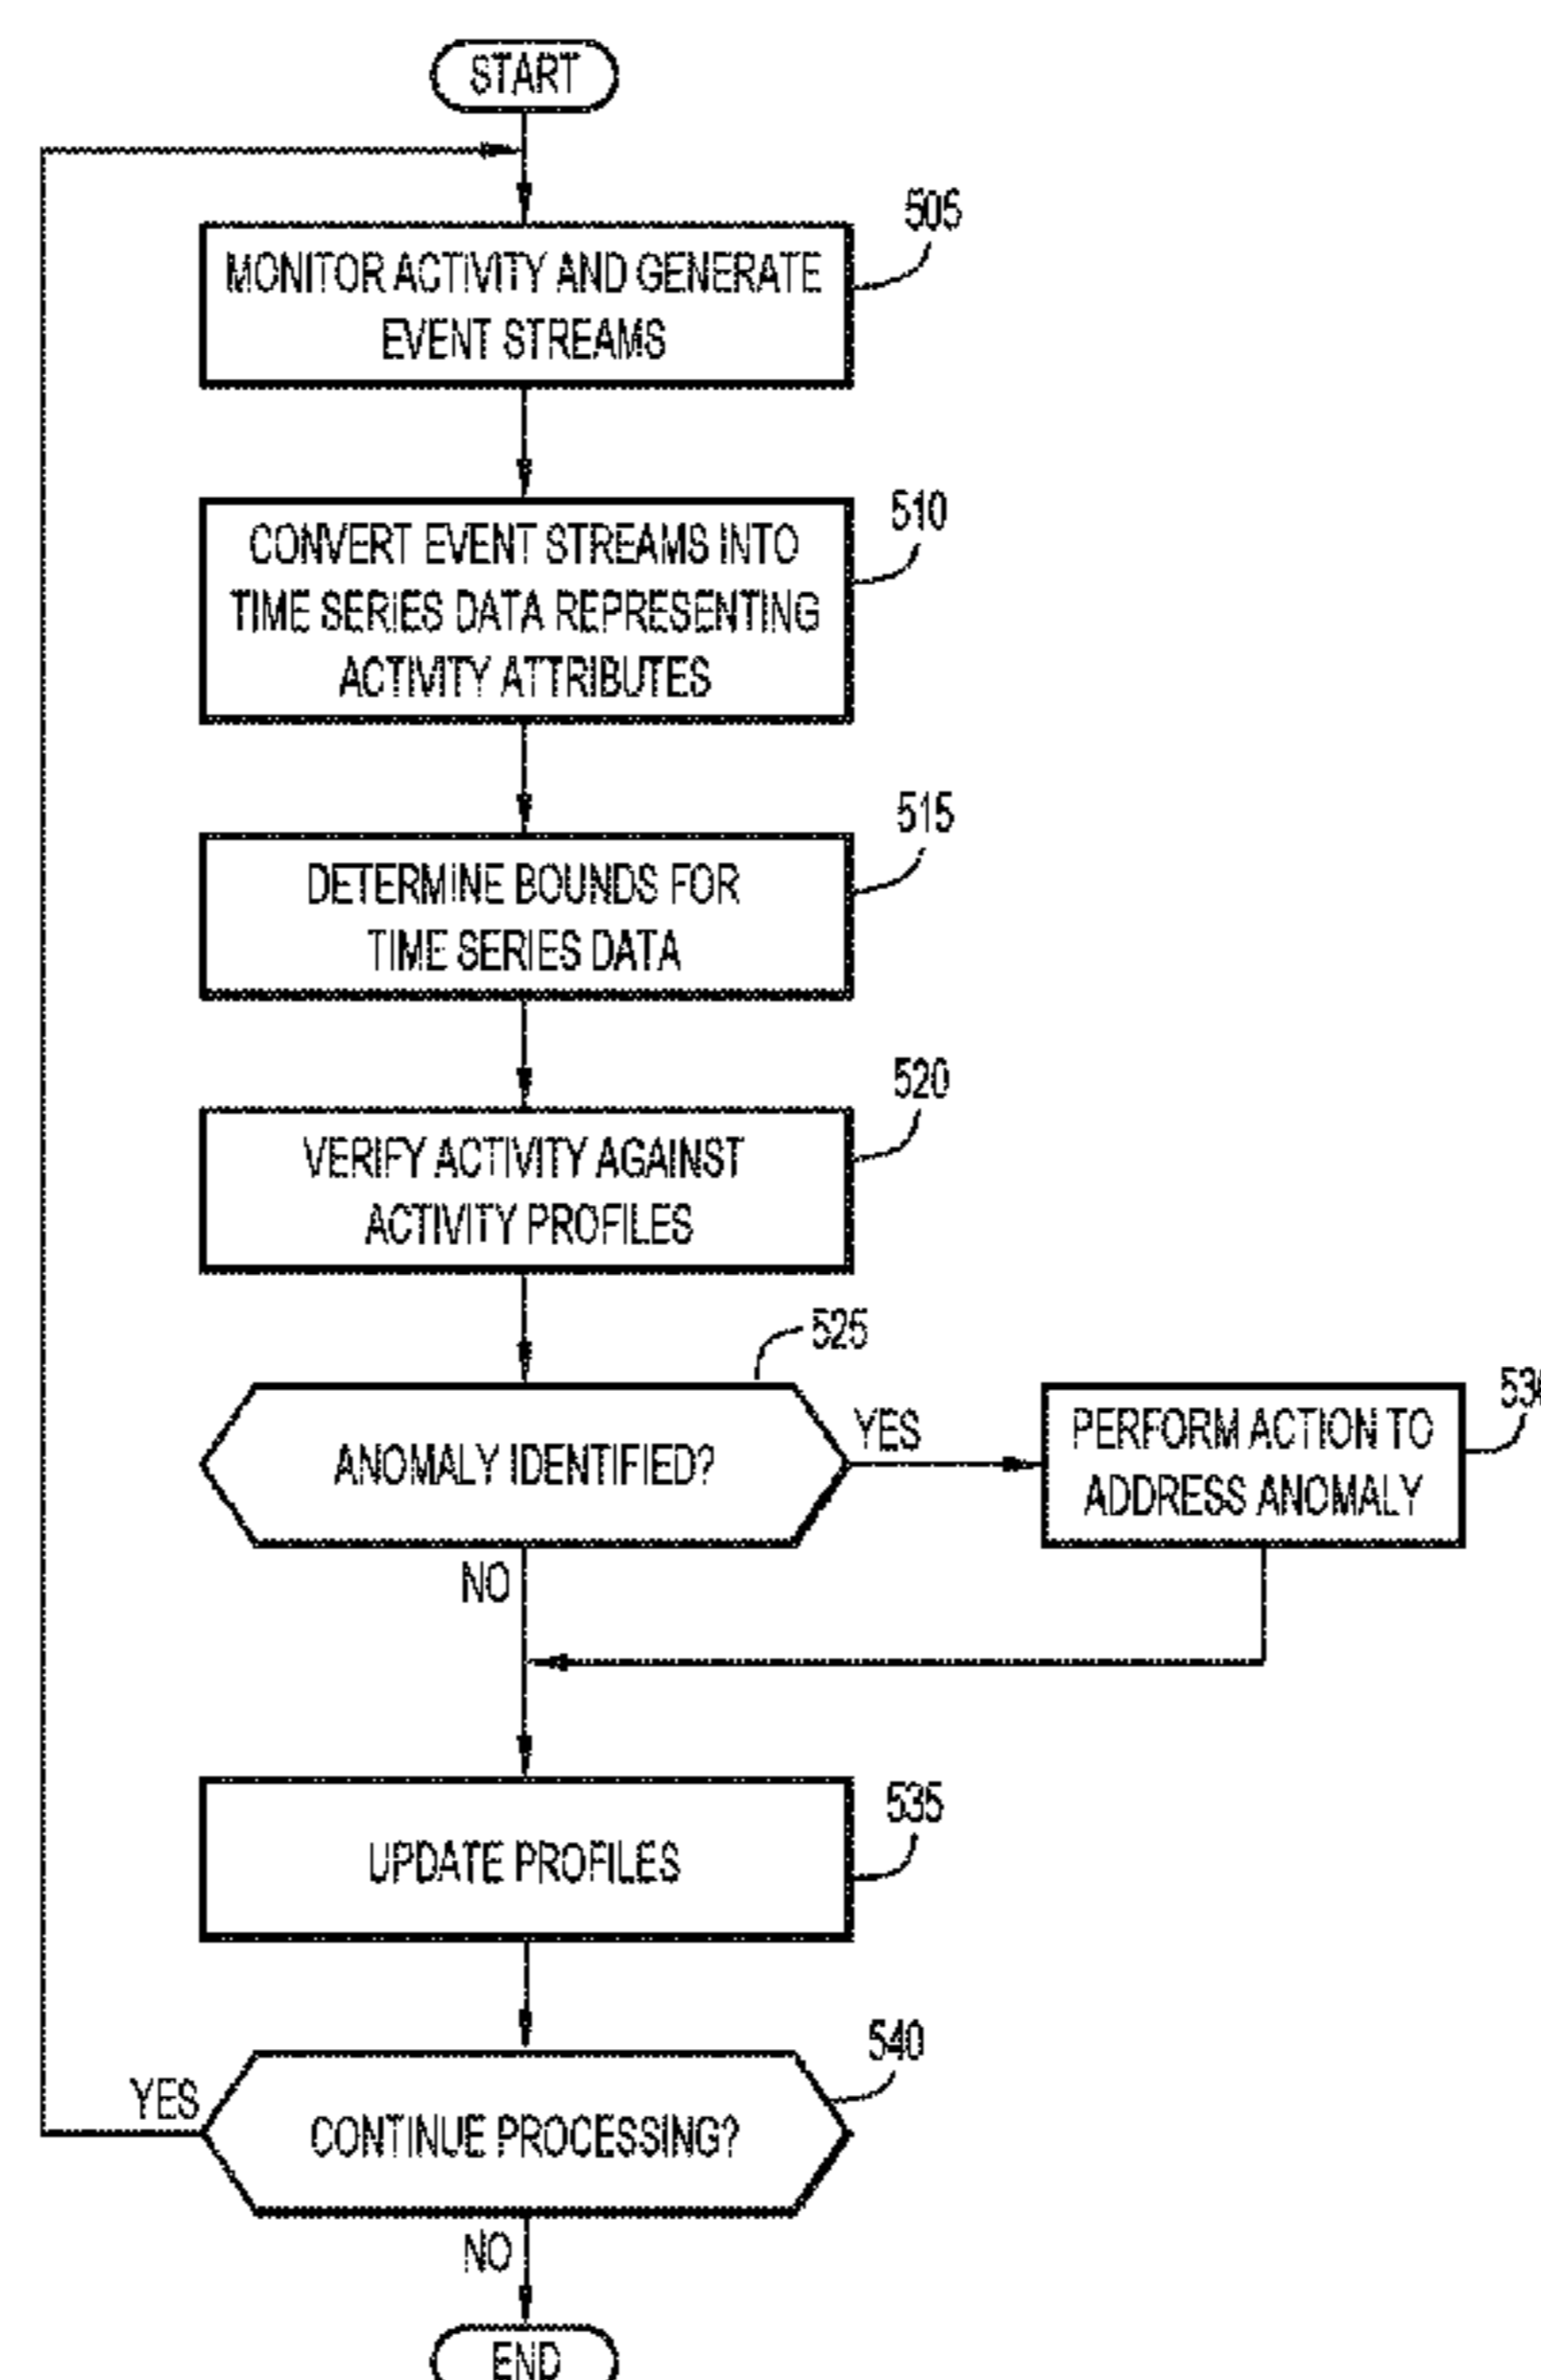 START
505
MONITOR ACTIVITY AND GENERATE
EVENT STREAMS
510
CONVERT EVENT STREAMS INTO
TIME SERIES DATA REPRESENTING
ACTIVITY ATTRIBUTES
515
DETERMINE BOUNDS FOR
TIME SERIES DATA
520
VERIFY ACTIVITY AGAINST
ACTIVITY PROFILES
525
ANOMALY IDENTIFIED?
YES
PERFORM ACTION TO
ADDRESS ANOMALY
NO
535
UPDATE PROFILES
540
YES
CONTINUE PROCESSING?
NO
END